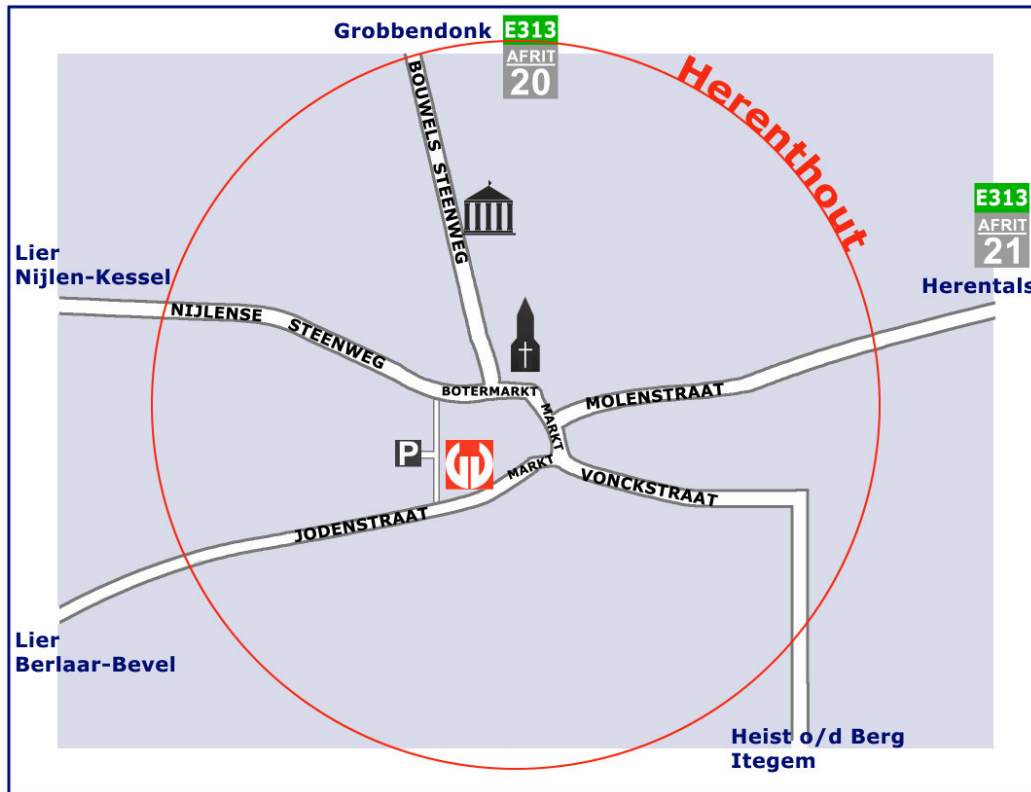 Grobbendonk
E313
AFRIT
20
Herenthout
E313
AFRIT
21
Herentals
BOUWELS STEENWEG
Lier
Nijlen-Kessel
NIJLENSE STEENWEG
BOTERMARKT
MARKT
MOLENSTRAAT
P
MARKT
VONCKSTRAAT
JODENSTRAAT
Lier
Berlaar-Bevel
Heist o/d Berg
Itegem